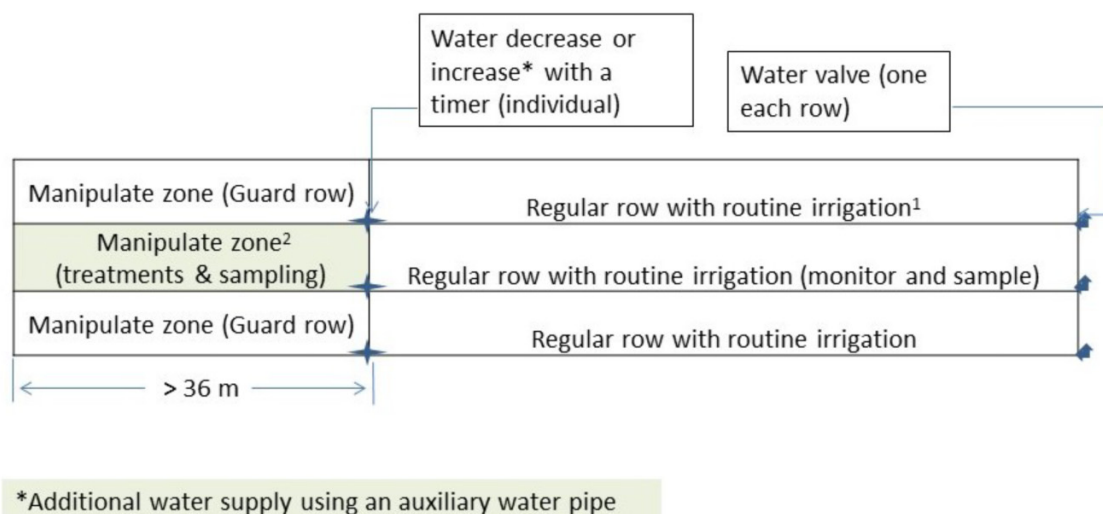 Water decrease or
increase* with a
timer (individual)
Water valve (one
each row)
Manipulate zone (Guard row)
Regular row with routine irrigation¹
Manipulate zone²
(treatments & sampling)
Regular row with routine irrigation (monitor and sample)
Manipulate zone (Guard row)
Regular row with routine irrigation
> 36 m
*Additional water supply using an auxiliary water pipe